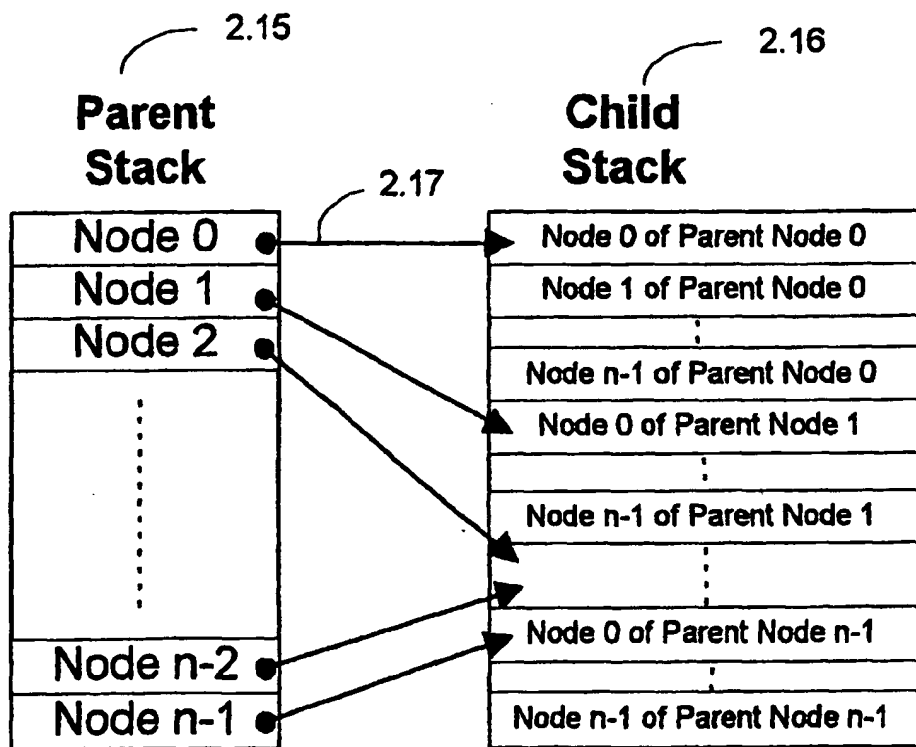 2.15
2.16
Parent
Stack
Child
Stack
2.17
Node 0
Node 1
Node 2
Node n-2
Node n-1
Node 0 of Parent Node 0
Node 1 of Parent Node 0
Node n-1 of Parent Node 0
Node 0 of Parent Node 1
Node n-1 of Parent Node 1
Node 0 of Parent Node n-1
Node n-1 of Parent Node n-1